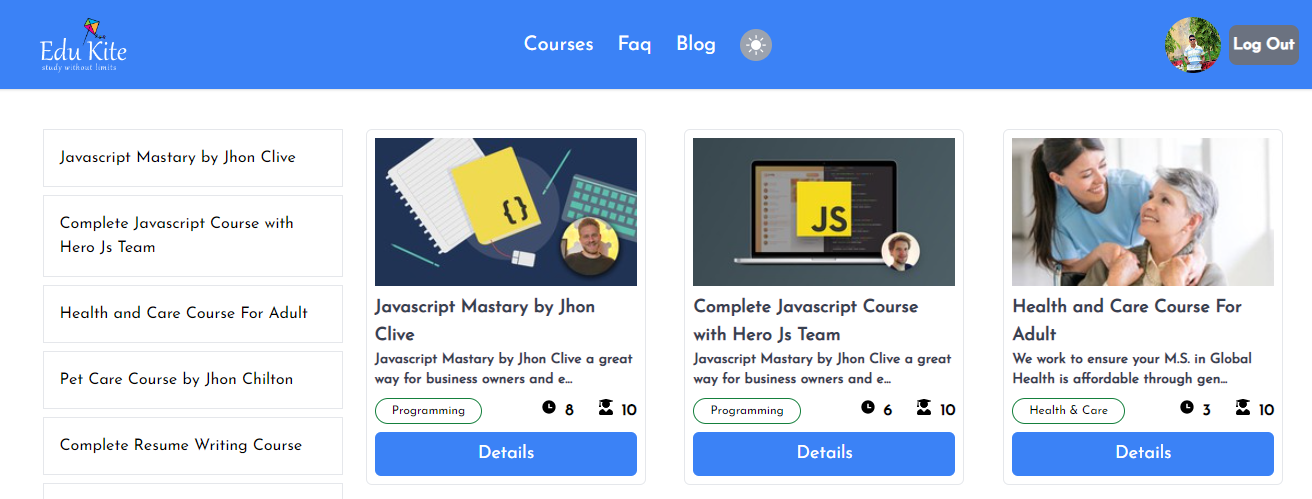 Edu Kite
study without limits
Courses Faq Blog
Log Out
Javascript Mastary by Jhon Clive
Complete Javascript Course with
Hero Js Team
Health and Care Course For Adult
Pet Care Course by Jhon Chilton
Complete Resume Writing Course
{}
Javascript Mastary by Jhon
Clive
Javascript Mastary by Jhon Clive a great
way for business owners and e...
Programming 8 10
Details
JS
Complete Javascript Course
with Hero Js Team
Javascript Mastary by Jhon Clive a great
way for business owners and e...
Programming 6 10
Details
Health and Care Course For
Adult
We work to ensure your M.S. in Global
Health is affordable through gen...
Health & Care 3 10
Details